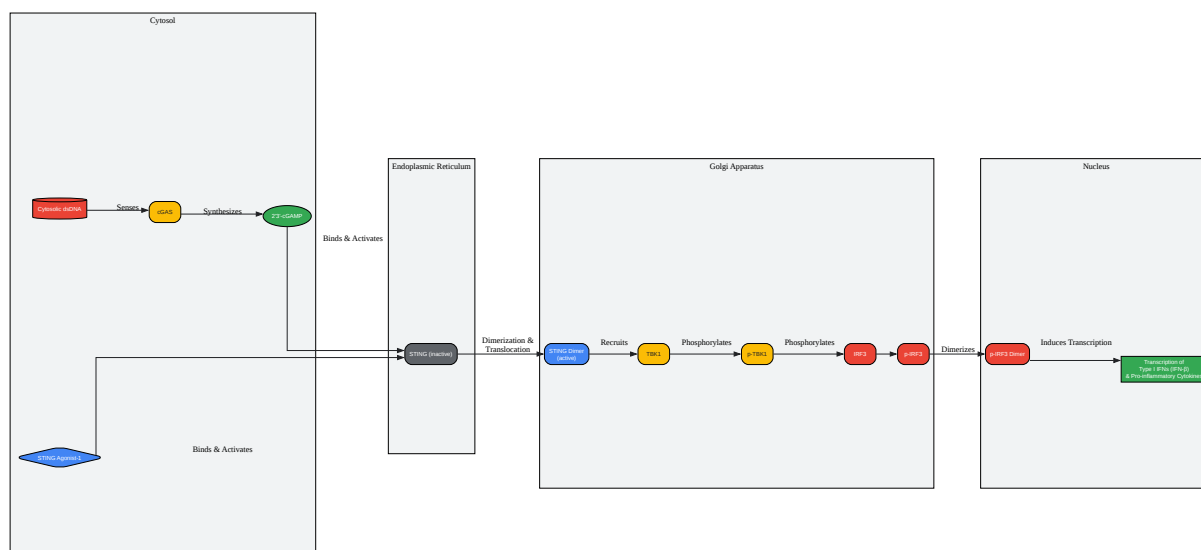 Cytosol
Endoplasmic Reticulum
Golgi Apparatus
Nucleus
Cytosolic dsDNA
Senses
cGAS
Synthesizes
2'3'-cGAMP
Binds & Activates
STING (inactive)
Dimerization &
Translocation
STING Dimer
(active)
Recruits
TBK1
Phosphorylates
p-TBK1
Phosphorylates
IRF3
p-IRF3
Dimerizes
p-IRF3 Dimer
Induces Transcription
Transcription of
Type I IFNs (IFN-β)
& Pro-inflammatory Cytokines
STING Agonist-1
Binds & Activates